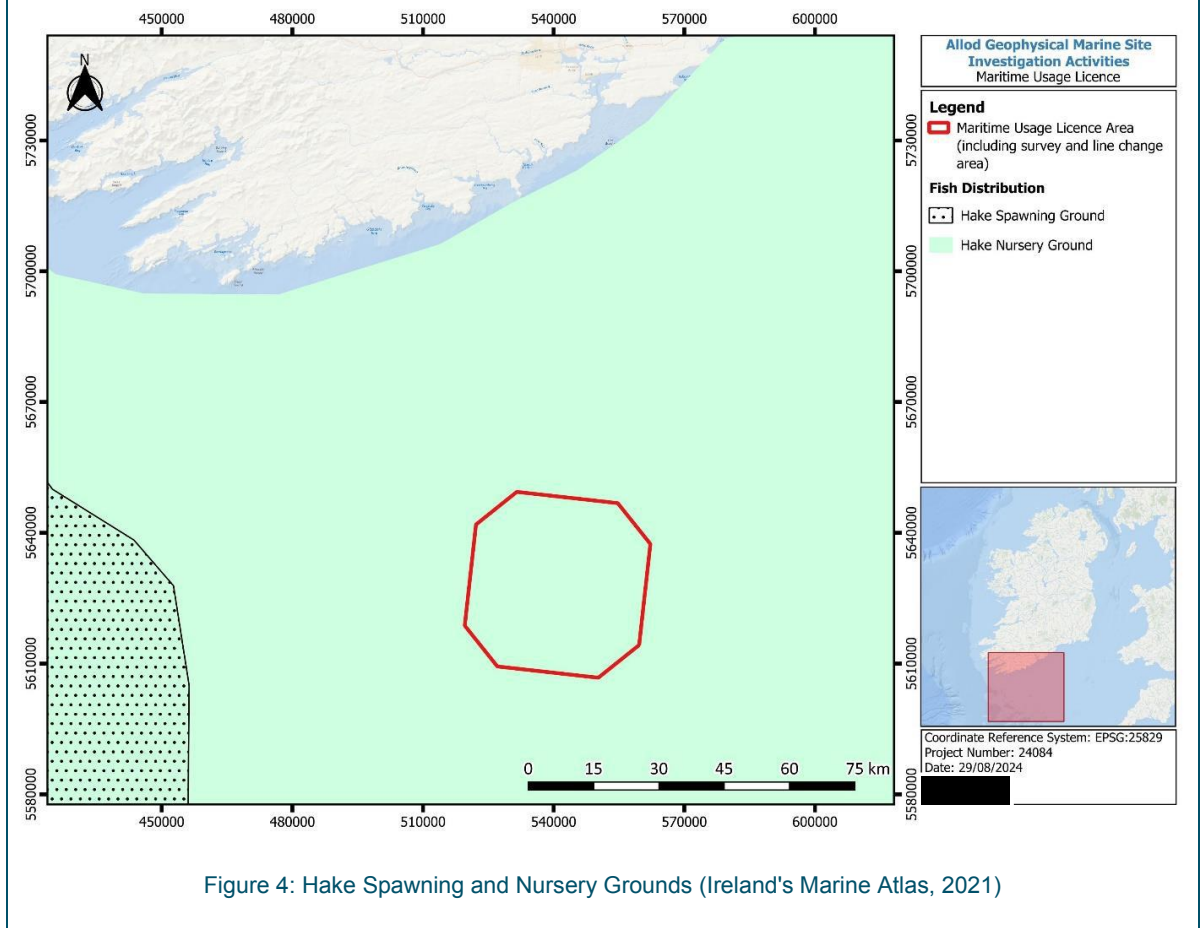 450000 480000 510000 540000 570000 600000
N
5730000
5700000
5670000
5640000
5610000
5580000
5730000
5700000
5670000
5640000
5610000
5580000
0 15 30 45 60 75 km
450000 480000 510000 540000 570000 600000
Allod Geophysical Marine Site
Investigation Activities
Maritime Usage Licence
Legend
Maritime Usage Licence Area
(including survey and line change
area)
Fish Distribution
Hake Spawning Ground
Hake Nursery Ground
Coordinate Reference System: EPSG:25829
Project Number: 24084
Date: 29/08/2024
Figure 4: Hake Spawning and Nursery Grounds (Ireland's Marine Atlas, 2021)